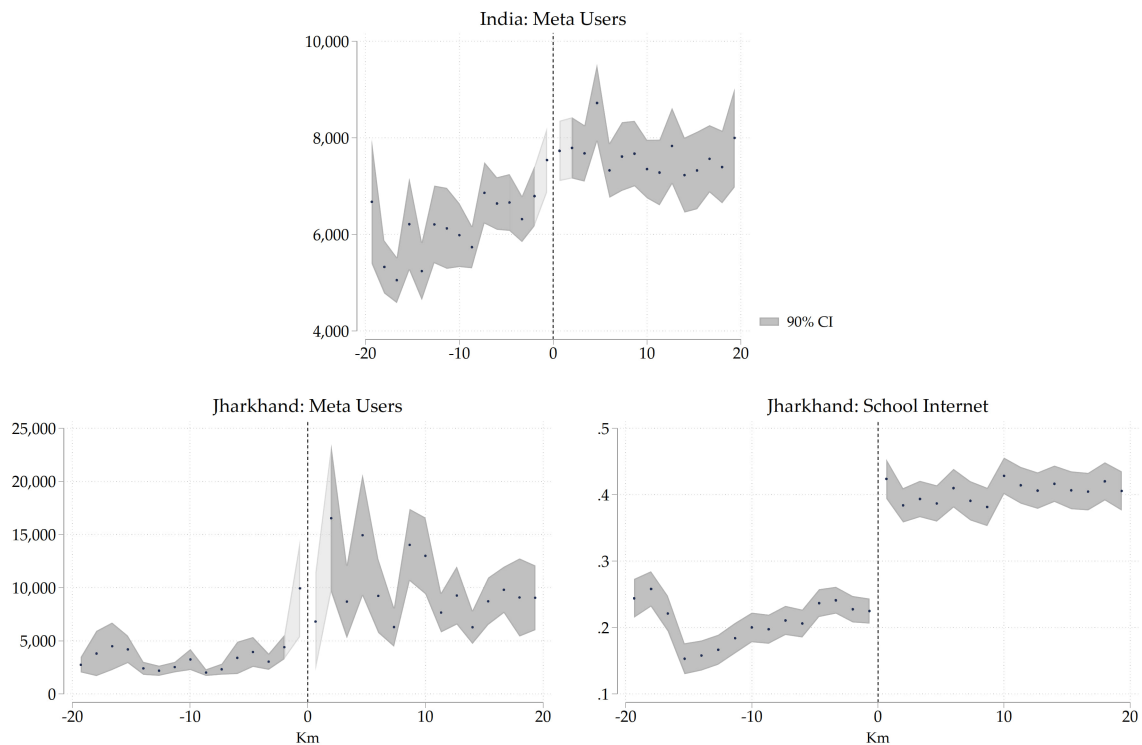 India: Meta Users
10,000
8,000
6,000
4,000
-20 -10 0 10 20
90% CI
Jharkhand: Meta Users
25,000
20,000
15,000
10,000
5,000
0
-20 -10 0 10 20
Km
Jharkhand: School Internet
.5
.4
.3
.2
.1
-20 -10 0 10 20
Km